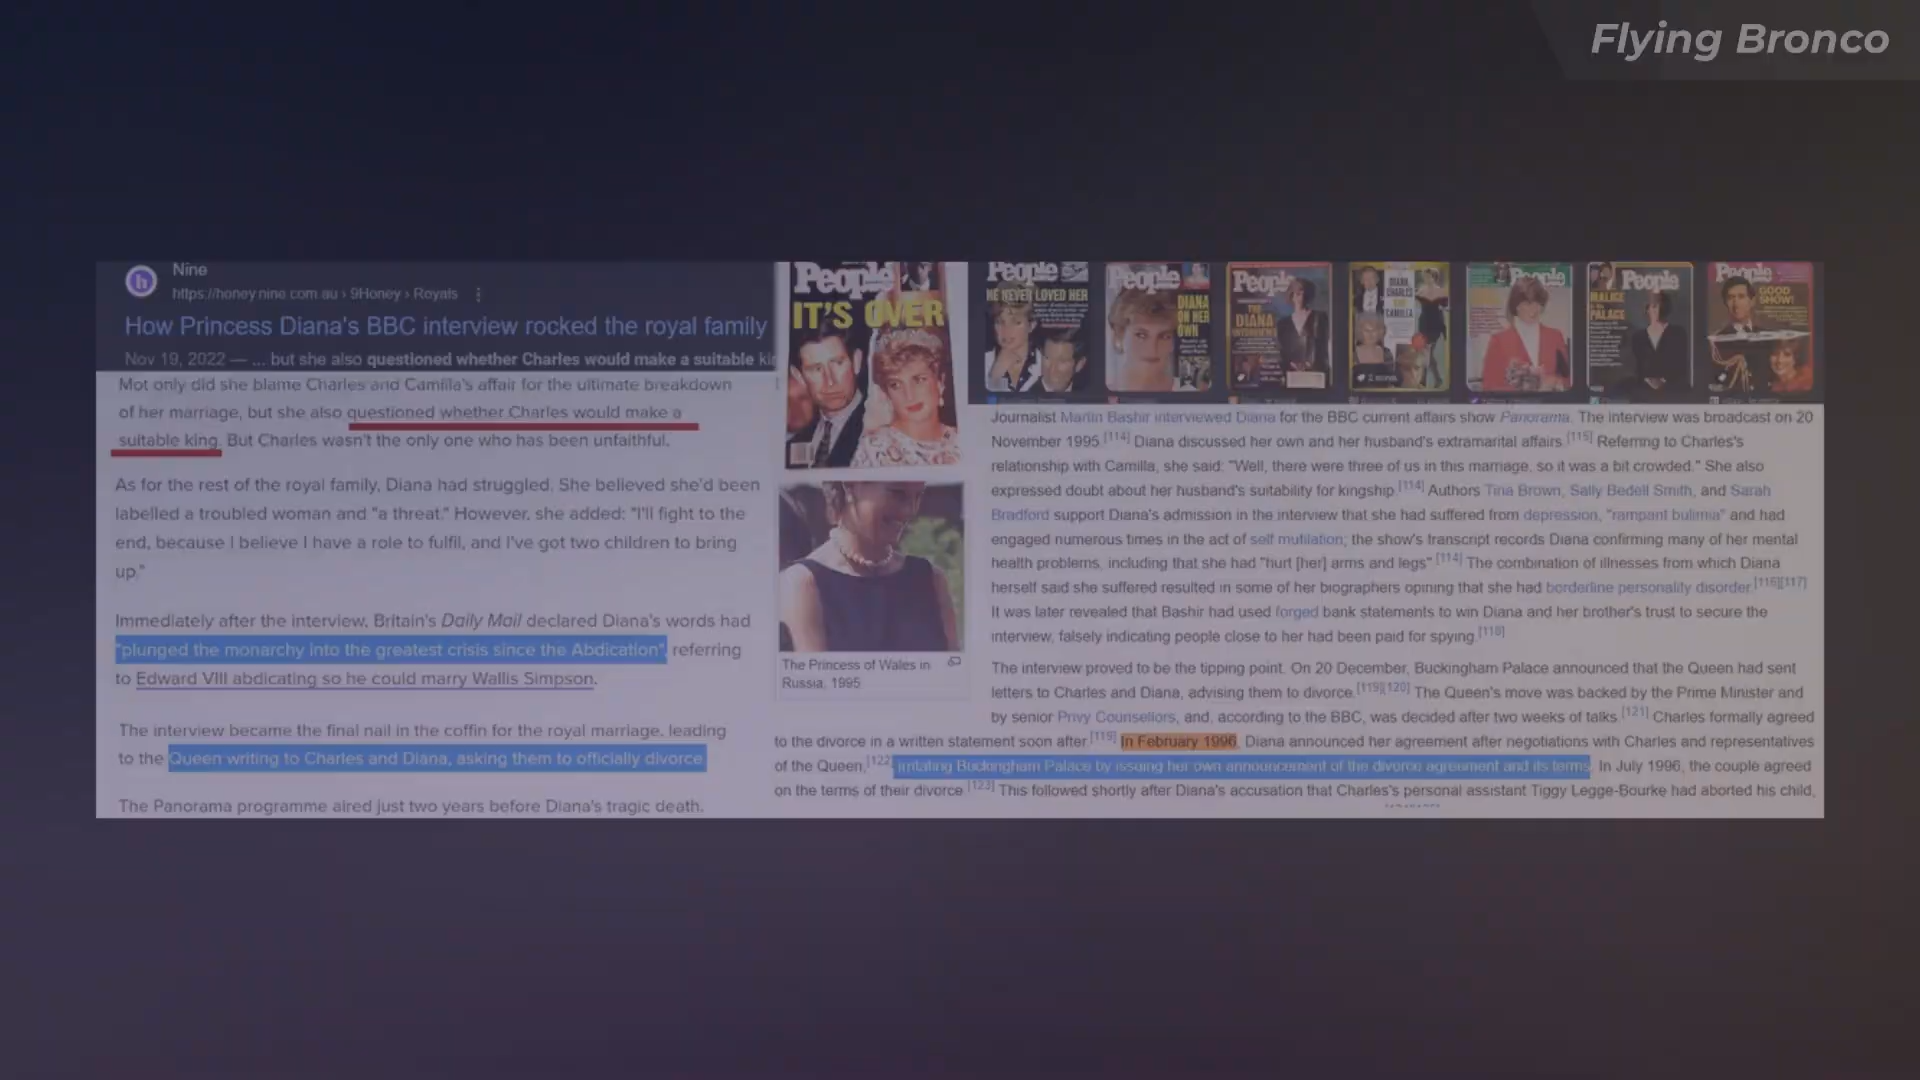 Flying Bronco
Nine
https://honey.nine.com.au › 9Honey › Royals
How Princess Diana's BBC interview rocked the royal family
Nov 19, 2022 — ... but she also questioned whether Charles would make a suitable kin
Mot only did she blame Charles and Camilla's affair for the ultimate breakdown
of her marriage, but she also questioned whether Charles would make a
suitable king. But Charles wasn't the only one who has been unfaithful.
As for the rest of the royal family, Diana had struggled. She believed she'd been
labelled a troubled woman and "a threat." However, she added: "I'll fight to the
end, because I believe I have a role to fulfil, and I've got two children to bring
up."
Immediately after the interview, Britain's Daily Mail declared Diana's words had
"plunged the monarchy into the greatest crisis since the Abdication", referring
to Edward VIII abdicating so he could marry Wallis Simpson.
The interview became the final nail in the coffin for the royal marriage, leading
to the Queen writing to Charles and Diana, asking them to officially divorce.
The Panorama programme aired just two years before Diana's tragic death.
People
IT'S OVER
The Princess of Wales in
Russia, 1995
People
HE NEVER LOVED HER
People
DIANA
ON HER
OWN
People
THE
DIANA
INTERVIEW
DIANA
CHARLES
CAMILLA
People
People
MALICE
PALACE
People
GOOD
SHOW!
Journalist Martin Bashir interviewed Diana for the BBC current affairs show Panorama. The interview was broadcast on 20
November 1995.[114] Diana discussed her own and her husband's extramarital affairs.[115] Referring to Charles's
relationship with Camilla, she said: "Well, there were three of us in this marriage, so it was a bit crowded." She also
expressed doubt about her husband's suitability for kingship.[114] Authors Tina Brown, Sally Bedell Smith, and Sarah
Bradford support Diana's admission in the interview that she had suffered from depression, "rampant bulimia" and had
engaged numerous times in the act of self mutilation; the show's transcript records Diana confirming many of her mental
health problems, including that she had "hurt [her] arms and legs".[114] The combination of illnesses from which Diana
herself said she suffered resulted in some of her biographers opining that she had borderline personality disorder.[116][117]
It was later revealed that Bashir had used forged bank statements to win Diana and her brother's trust to secure the
interview, falsely indicating people close to her had been paid for spying.[118]
The interview proved to be the tipping point. On 20 December, Buckingham Palace announced that the Queen had sent
letters to Charles and Diana, advising them to divorce.[119][120] The Queen's move was backed by the Prime Minister and
by senior Privy Counsellors, and, according to the BBC, was decided after two weeks of talks.[121] Charles formally agreed
to the divorce in a written statement soon after.[119] In February 1996, Diana announced her agreement after negotiations with Charles and representatives
of the Queen,[122] irritating Buckingham Palace by issuing her own announcement of the divorce agreement and its terms. In July 1996, the couple agreed
on the terms of their divorce.[123] This followed shortly after Diana's accusation that Charles's personal assistant Tiggy Legge-Bourke had aborted his child,